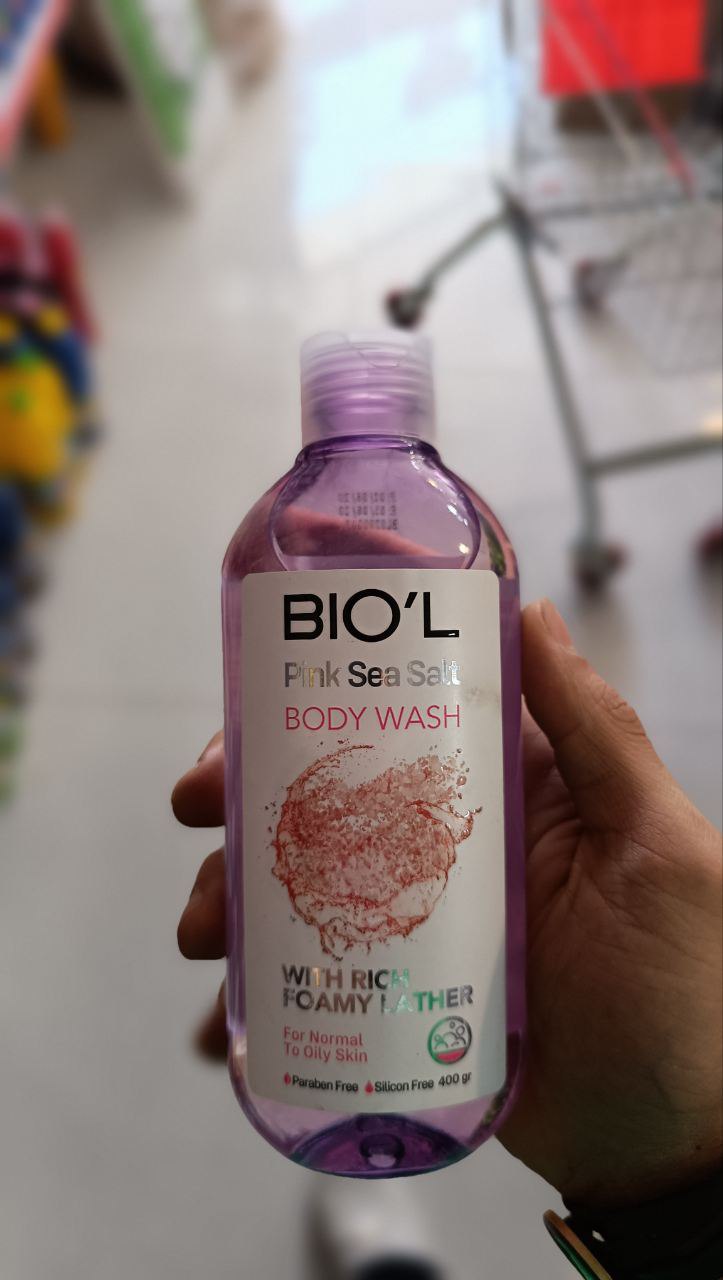 BIO'L
Pink Sea Salt
BODY WASH
WITH RICH
FOAMY LATHER
For Normal
To Oily Skin
Paraben Free Silicon Free 400 gr